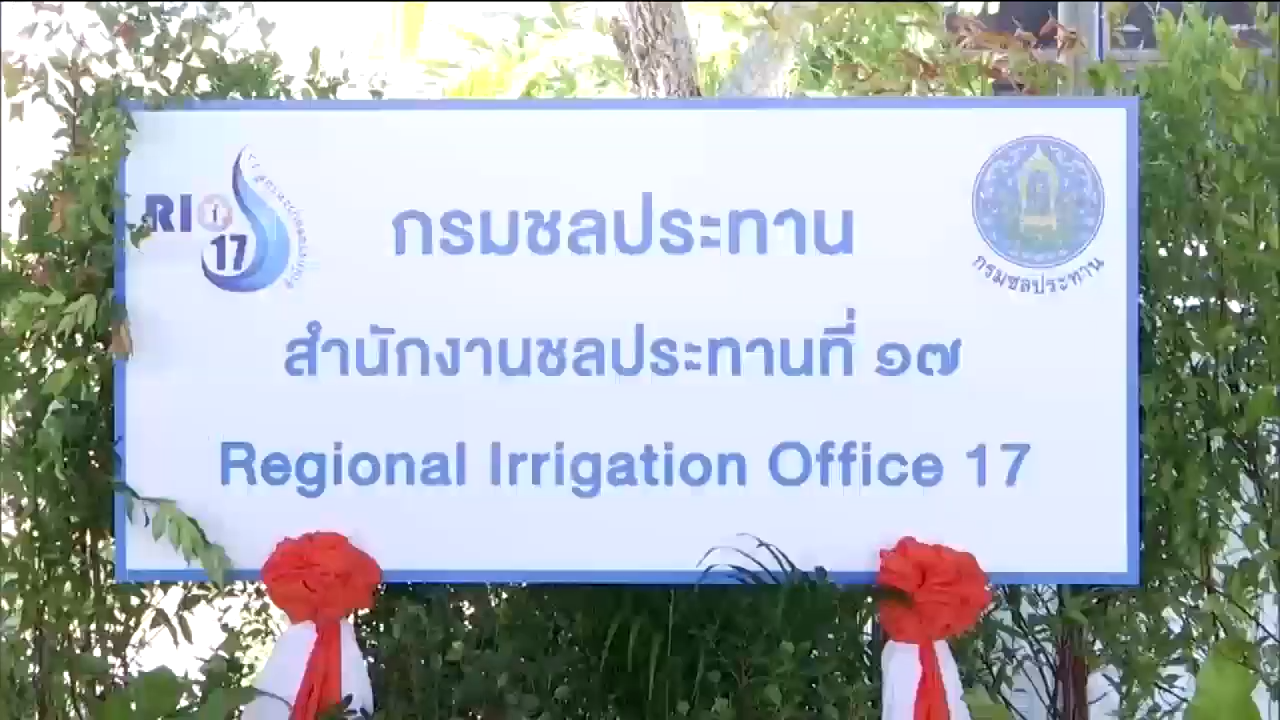 RIO
17
กรมชลประทาน
กรมชลประทาน
สำนักงานชลประทานที่ ๑๗
Regional Irrigation Office 17